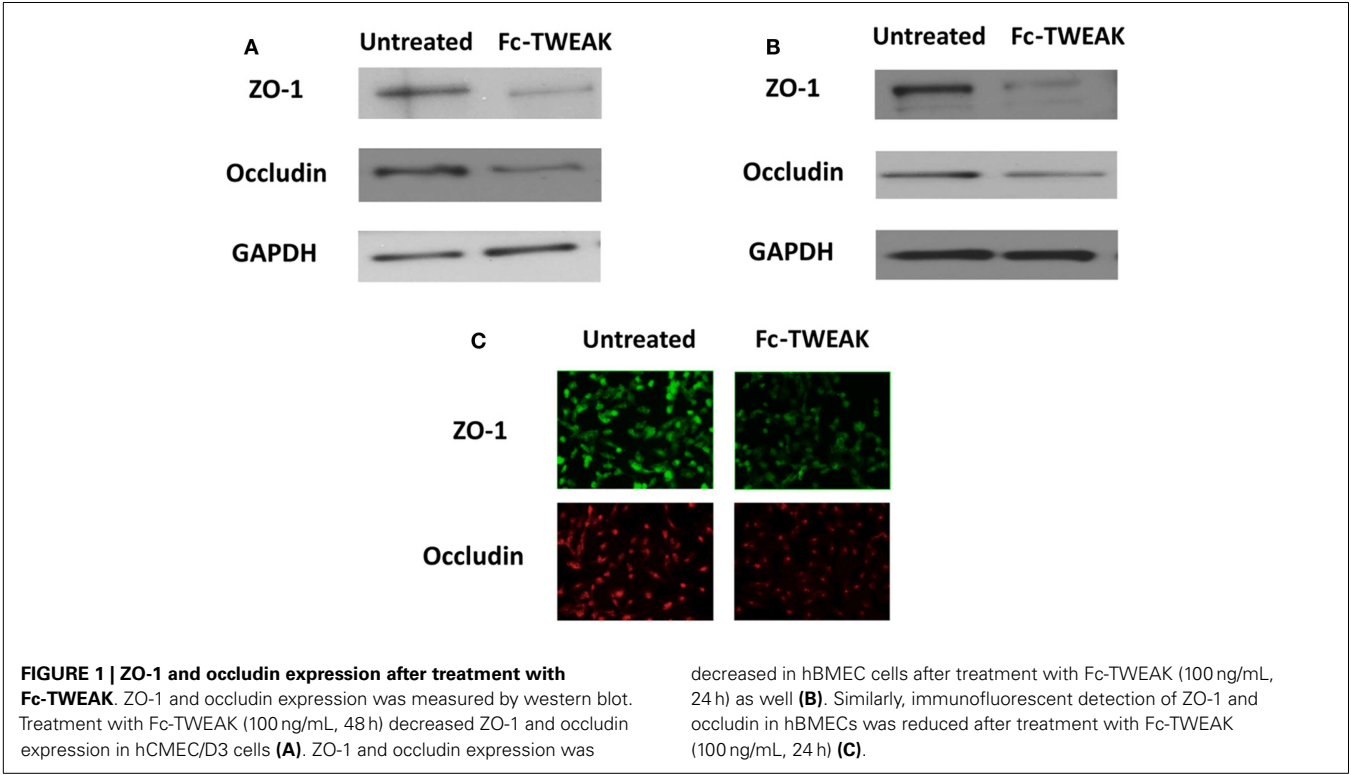 A
Untreated Fc-TWEAK
ZO-1
Occludin
GAPDH
B
Untreated Fc-TWEAK
ZO-1
Occludin
GAPDH
C
Untreated Fc-TWEAK
ZO-1
Occludin
FIGURE 1 | ZO-1 and occludin expression after treatment with
Fc-TWEAK. ZO-1 and occludin expression was measured by western blot.
Treatment with Fc-TWEAK (100 ng/mL, 48 h) decreased ZO-1 and occludin
expression in hCMEC/D3 cells (A). ZO-1 and occludin expression was
decreased in hBMEC cells after treatment with Fc-TWEAK (100 ng/mL,
24 h) as well (B). Similarly, immunofluorescent detection of ZO-1 and
occludin in hBMECs was reduced after treatment with Fc-TWEAK
(100 ng/mL, 24 h) (C).